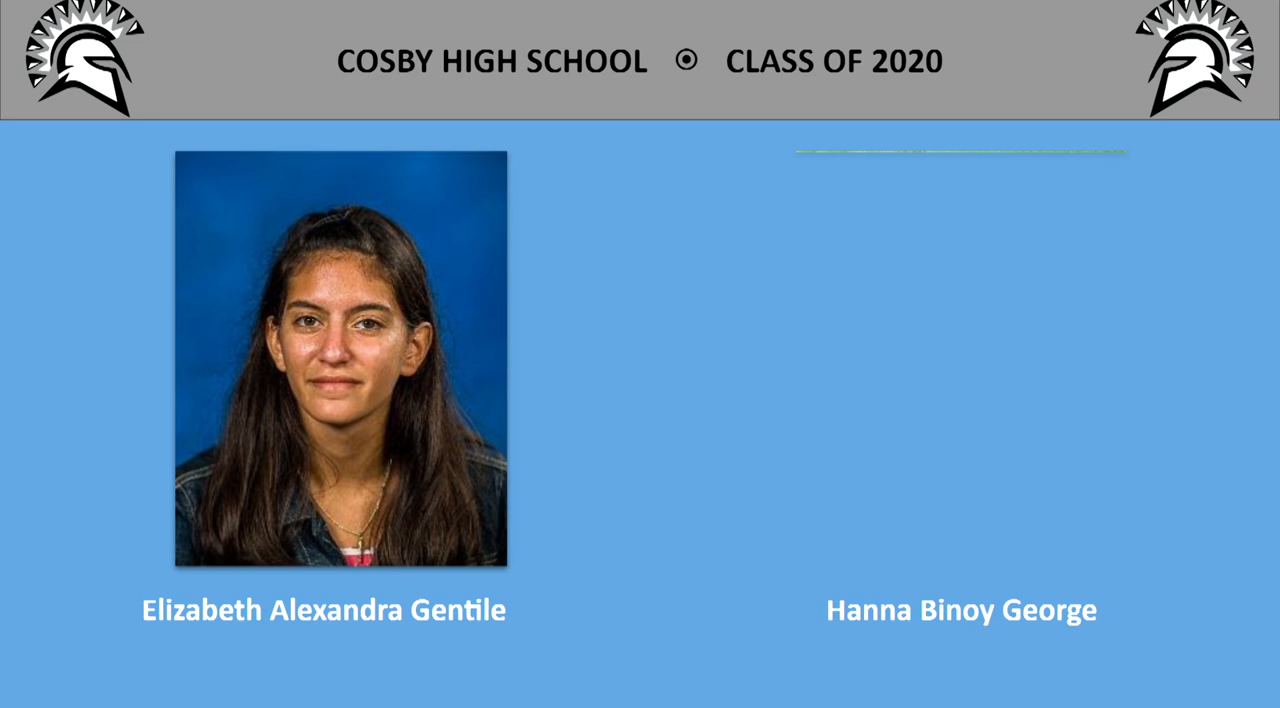 COSBY HIGH SCHOOL ⦿ CLASS OF 2020
Elizabeth Alexandra Gentile
Hanna Binoy George